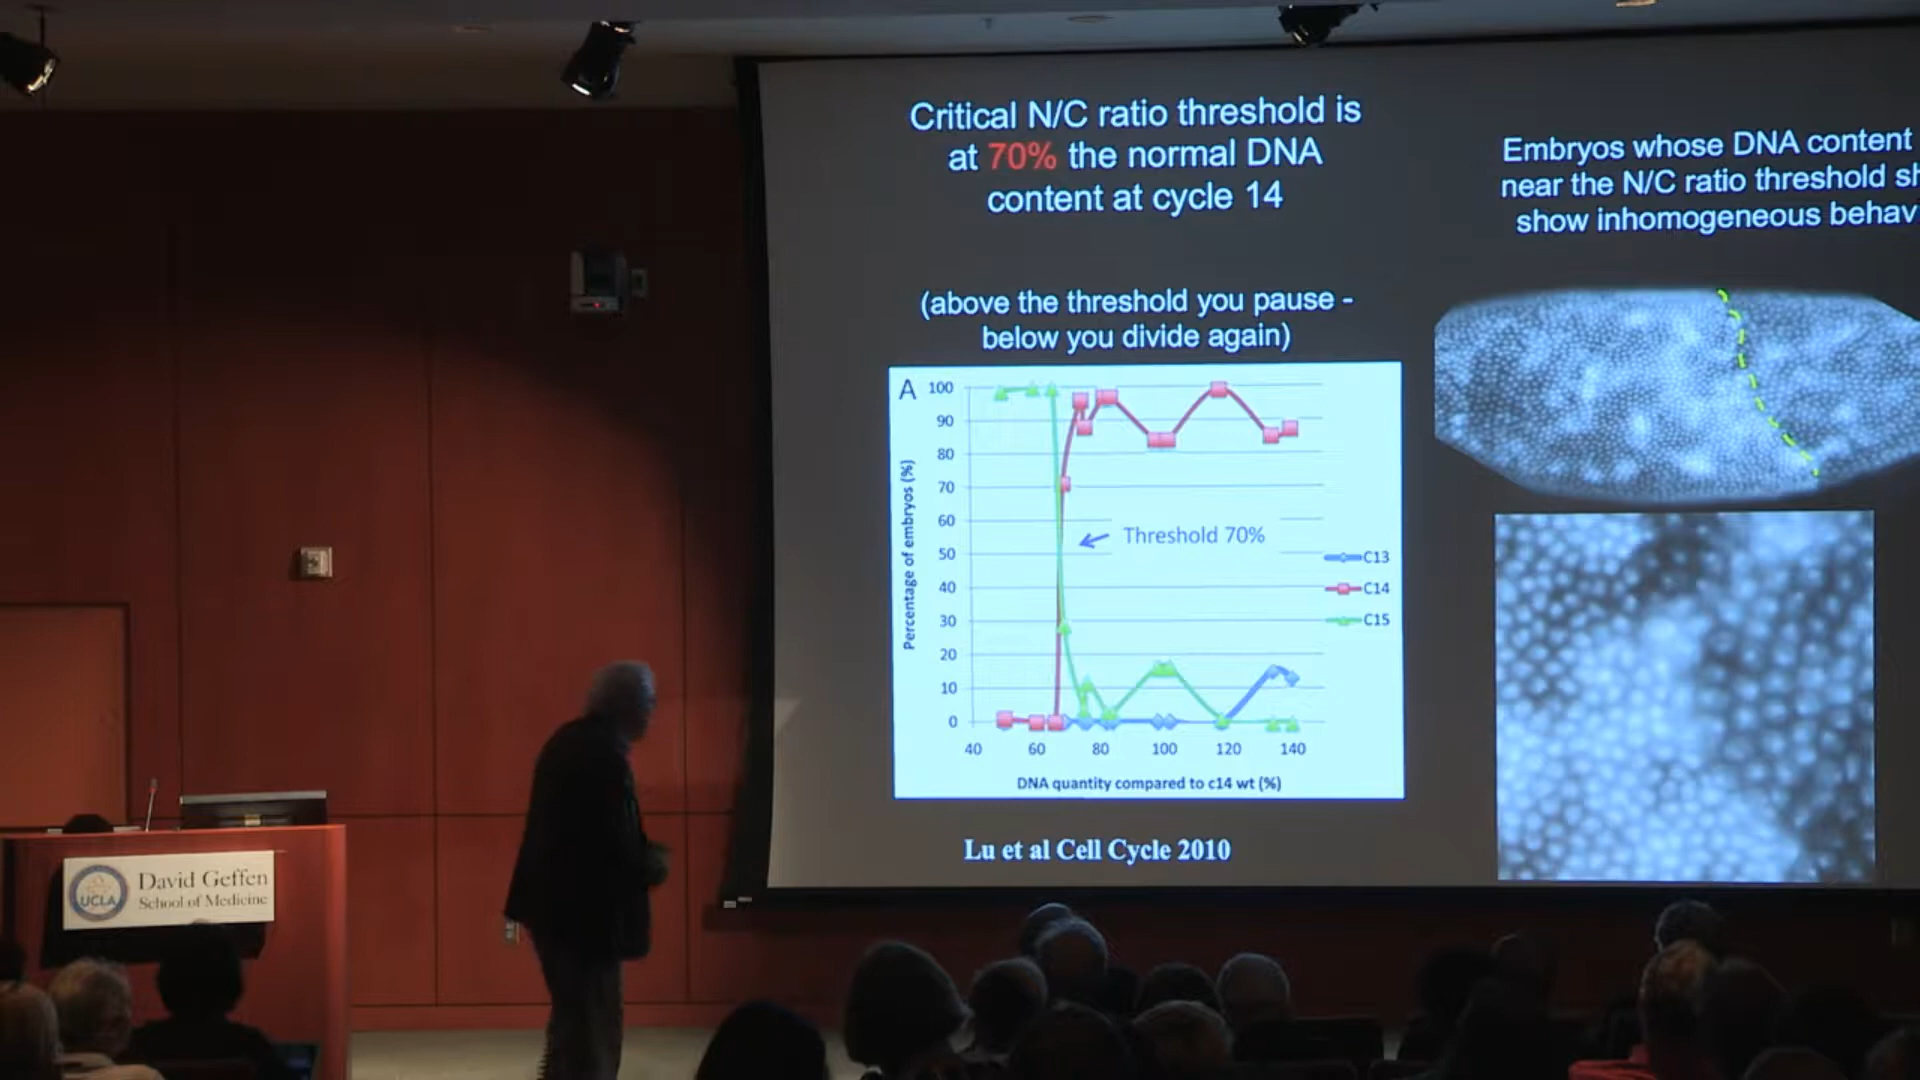 Critical N/C ratio threshold is
at 70% the normal DNA
content at cycle 14
(above the threshold you pause -
below you divide again)
A
100
90
80
70
60
50
40
30
20
10
0
40 60 80 100 120 140
Percentage of embryos (%)
Threshold 70%
C13
C14
C15
DNA quantity compared to c14 wt (%)
Lu et al Cell Cycle 2010
Embryos whose DNA content
near the N/C ratio threshold
show inhomogeneous
UCLA
David Geffen
School of Medicine